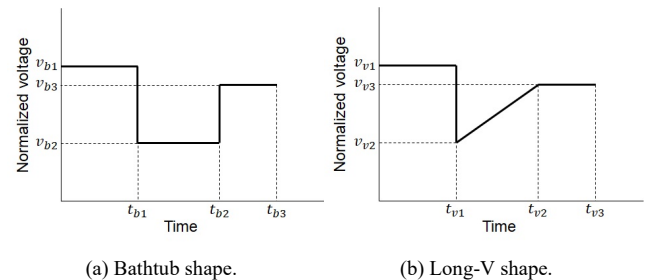 Normalized voltage
v_{b1}
v_{b3}
v_{b2}
t_{b1}
t_{b2}
t_{b3}
Time
(a) Bathtub shape.
Normalized voltage
v_{v1}
v_{v3}
v_{v2}
t_{v1}
t_{v2}
t_{v3}
Time
(b) Long-V shape.